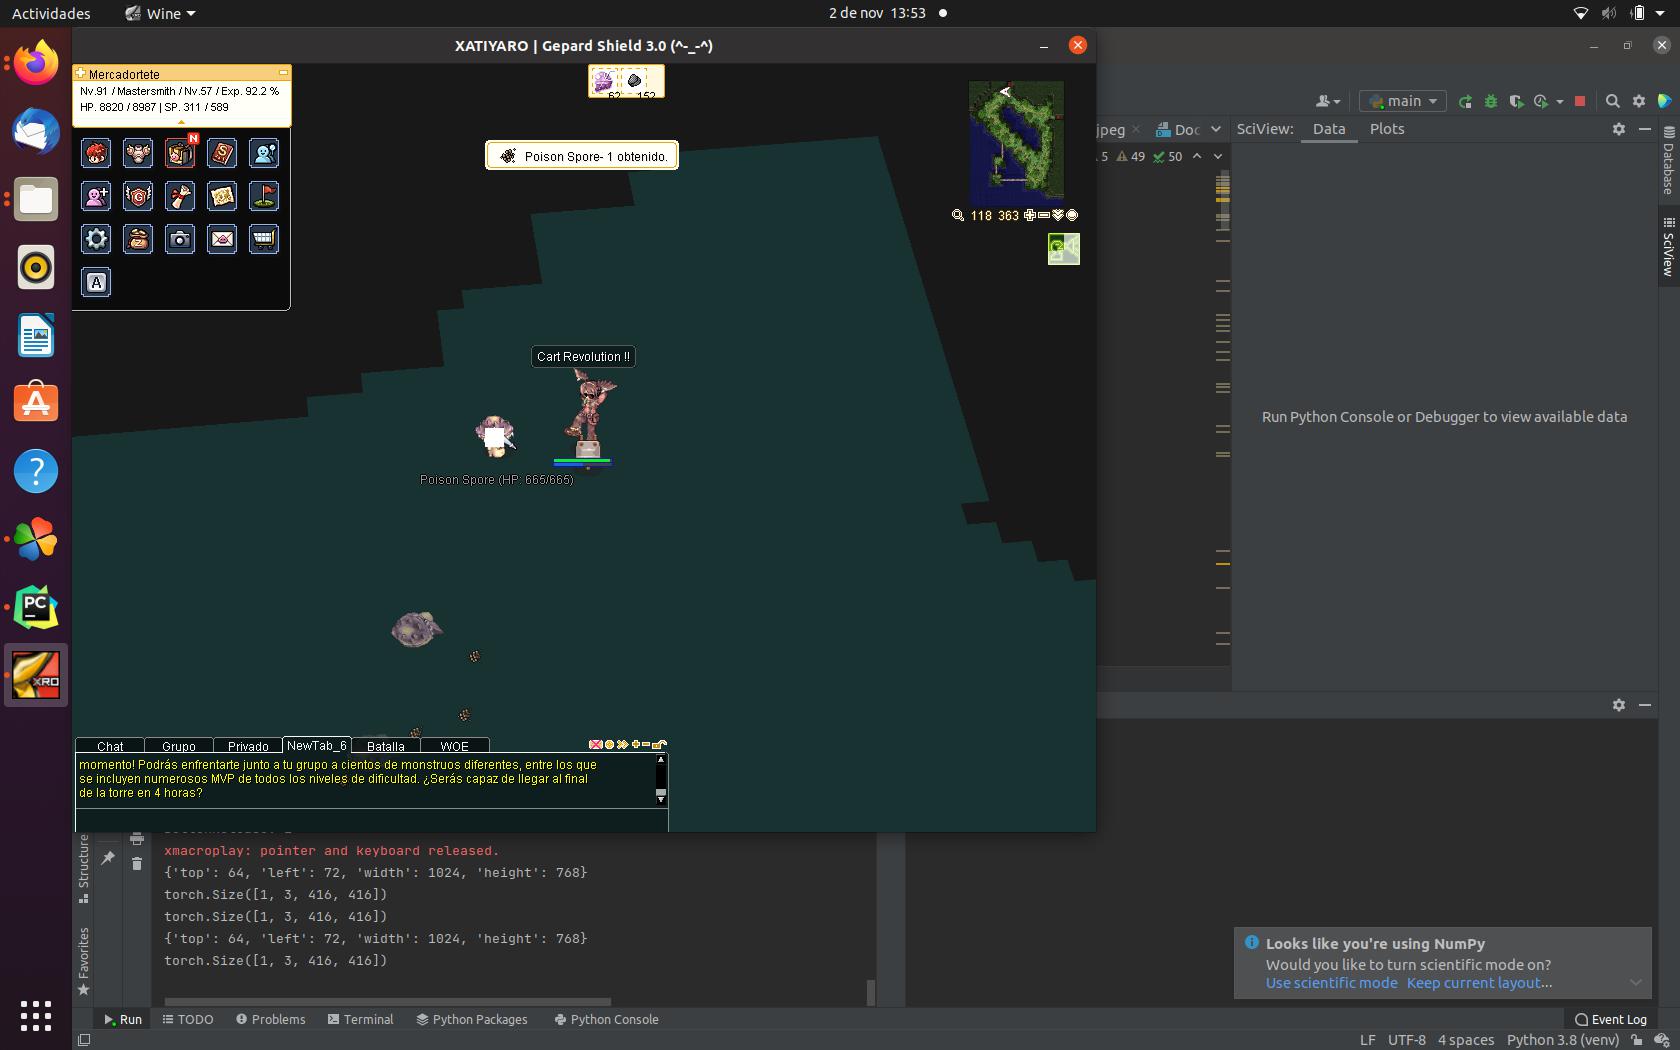 Actividades
Wine
2 de nov 13:53
XATIYARO | Gepard Shield 3.0 (^-_-^)
Mercadortete
Nv.91 / Mastersmith / Nv.57 / Exp. 92.2 %
HP. 8820 / 8987 | SP. 311 / 589
N
A
62 152
Poison Spore- 1 obtenido.
118 363
Cart Revolution !!
Poison Spore (HP: 665/665)
Chat
Grupo
Privado
NewTab_6
Batalla
WOE
momento! Podrás enfrentarte junto a tu grupo a cientos de monstruos diferentes, entre los que
se incluyen numerosos MVP de todos los niveles de dificultad. ¿Serás capaz de llegar al final
de la torre en 4 horas?
PC
XRO
main
jpeg
Doc
SciView:
Data
Plots
5 49 50
Database
SciView
Run Python Console or Debugger to view available data
xmacroplay: pointer and keyboard released.
{'top': 64, 'left': 72, 'width': 1024, 'height': 768}
torch.Size([1, 3, 416, 416])
torch.Size([1, 3, 416, 416])
{'top': 64, 'left': 72, 'width': 1024, 'height': 768}
torch.Size([1, 3, 416, 416])
Structure
Favorites
Looks like you're using NumPy
Would you like to turn scientific mode on?
Use scientific mode Keep current layout...
Run
TODO
Problems
Terminal
Python Packages
Python Console
Event Log
LF UTF-8 4 spaces Python 3.8 (venv)